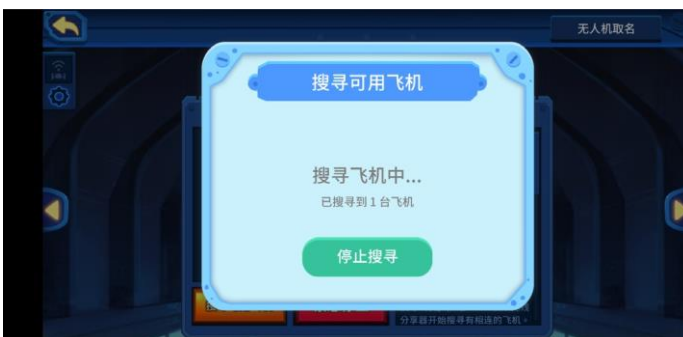 无人机取名
搜寻可用飞机
搜寻飞机中...
已搜寻到1台飞机
停止搜寻
分享器开始搜寻有相连的飞机。